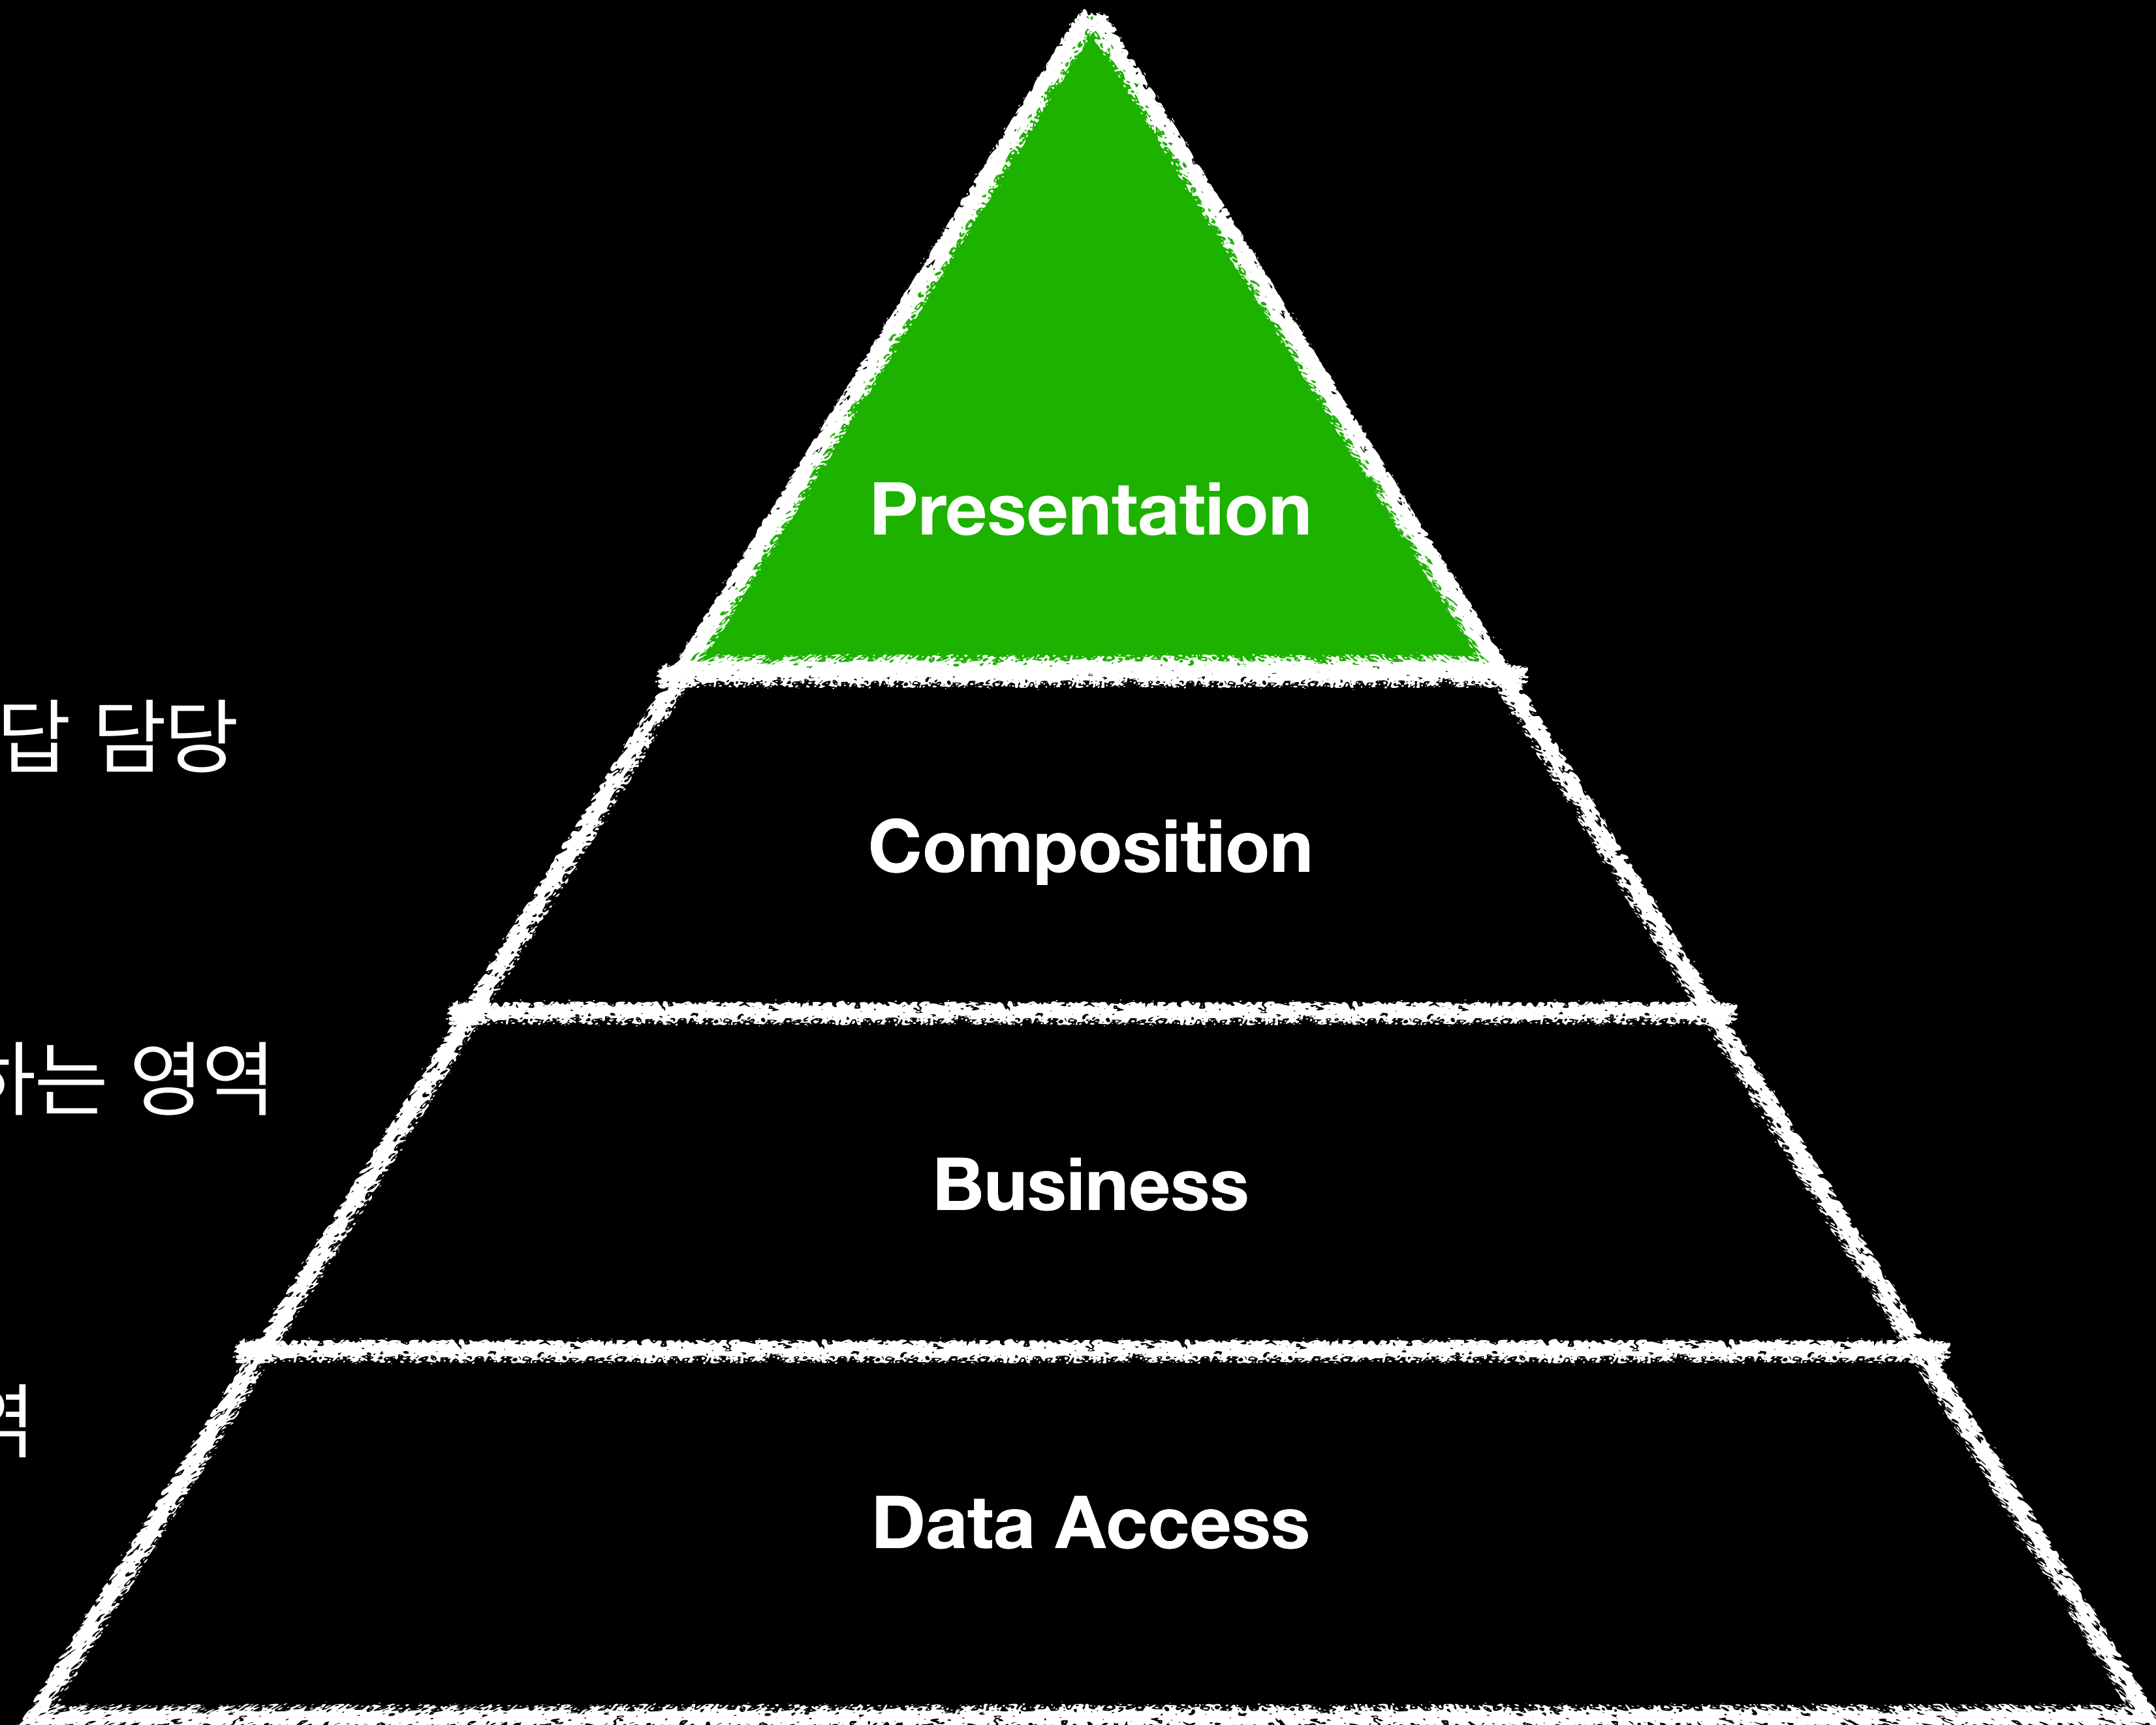 Presentation
답 담당
Composition
하는 영역
Business
역
Data Access